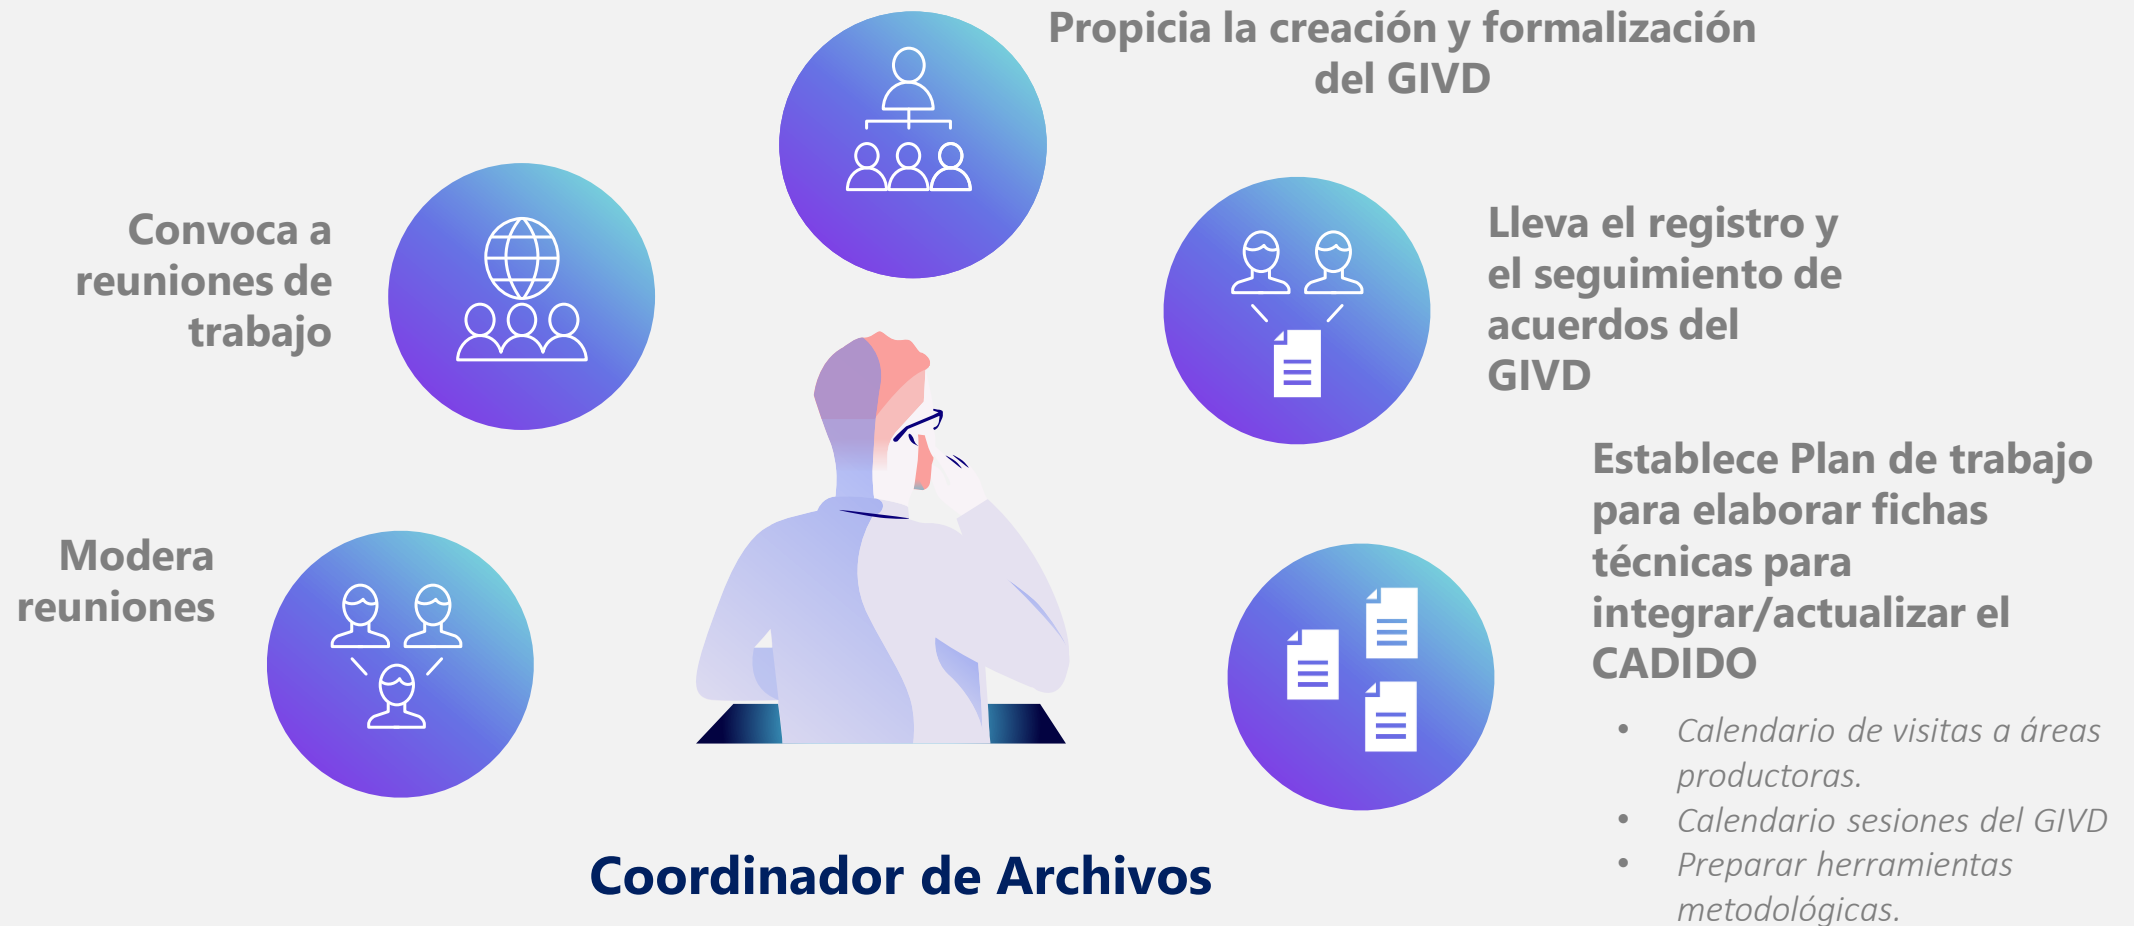 Propicia la creación y formalización
del GIVD
Convoca a
reuniones de
trabajo
Lleva el registro y
el seguimiento de
acuerdos del
GIVD
Modera
reuniones
Establece Plan de trabajo
para elaborar fichas
técnicas para
integrar/actualizar el
CADIDO
• Calendario de visitas a áreas
productoras.
• Calendario sesiones del GIVD
• Preparar herramientas
metodológicas.
Coordinador de Archivos